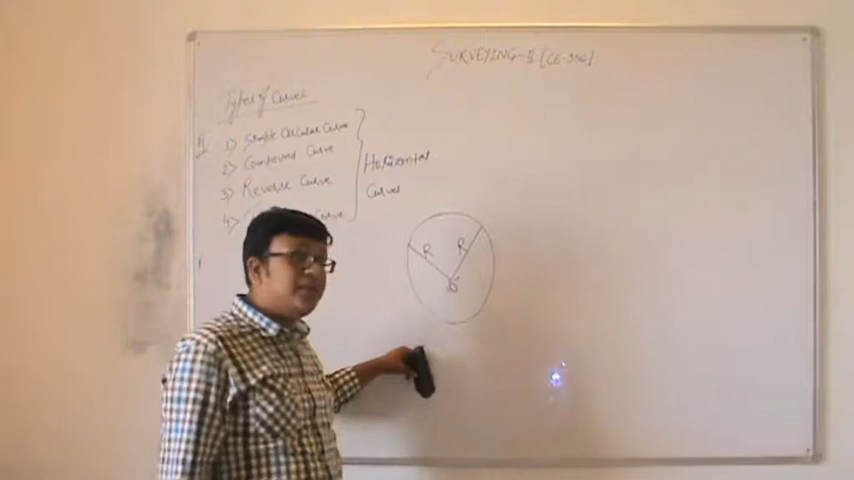 SURVEYING-II [CE-356]
Types of Curves
H
1) Simple Circular Curve
2) Compound Curve
3) Reverse Curve
4) Curve
Horizontal
Curves
R R